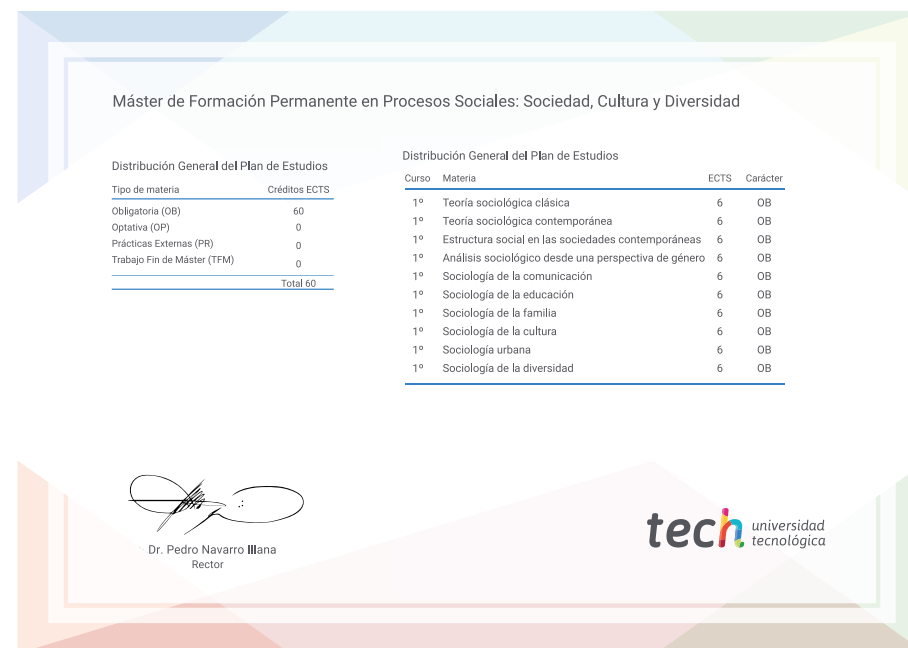 Máster de Formación Permanente en Procesos Sociales: Sociedad, Cultura y Diversidad
Distribución General del Plan de Estudios
Tipo de materia Créditos ECTS
Obligatoria (OB) 60
Optativa (OP) 0
Prácticas Externas (PR) 0
Trabajo Fin de Máster (TFM) 0
Total 60
Distribución General del Plan de Estudios
Curso Materia ECTS Carácter
1º Teoría sociológica clásica 6 OB
1º Teoría sociológica contemporánea 6 OB
1º Estructura social en las sociedades contemporáneas 6 OB
1º Análisis sociológico desde una perspectiva de género 6 OB
1º Sociología de la comunicación 6 OB
1º Sociología de la educación 6 OB
1º Sociología de la familia 6 OB
1º Sociología de la cultura 6 OB
1º Sociología urbana 6 OB
1º Sociología de la diversidad 6 OB
Dr. Pedro Navarro Illana
Rector
tech universidad
tecnológica